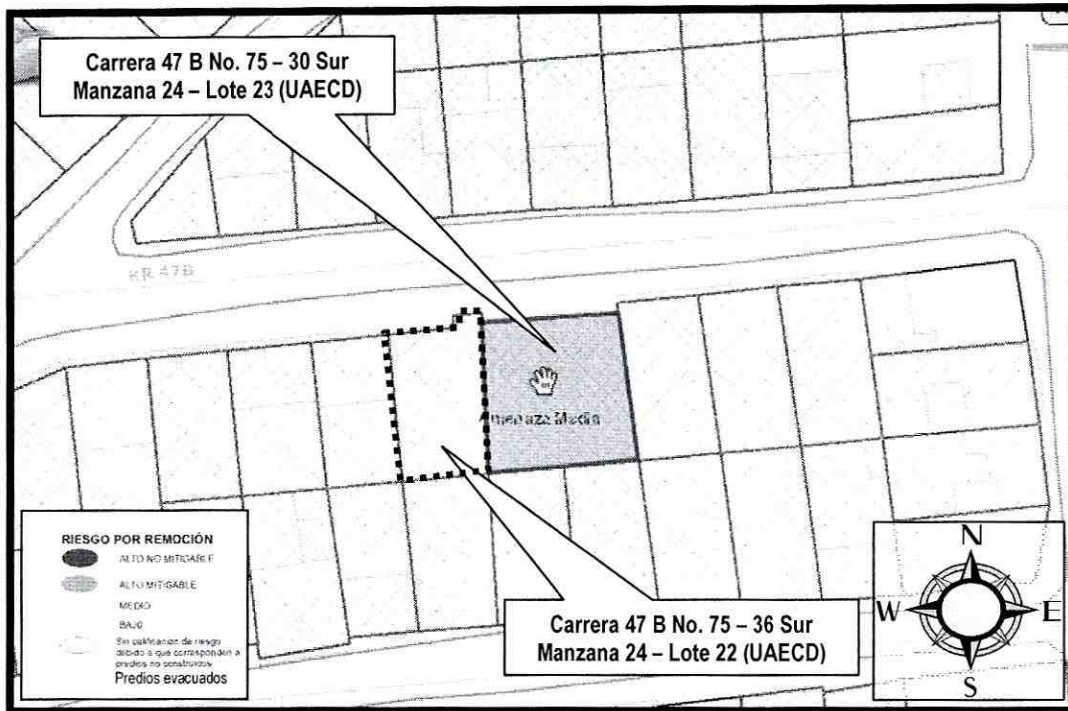 Carrera 47 B No. 75 – 30 Sur
Manzana 24 – Lote 23 (UAECD)
KR 47B
Amenaza Media
RIESGO POR REMOCIÓN
ALTO NO MITIGABLE
ALTO MITIGABLE
MEDIO
BAJO
Sin calificación de riesgo
debido a que corresponden a
predios no construidos
Predios evacuados
Carrera 47 B No. 75 – 36 Sur
Manzana 24 – Lote 22 (UAECD)
N
W
E
S